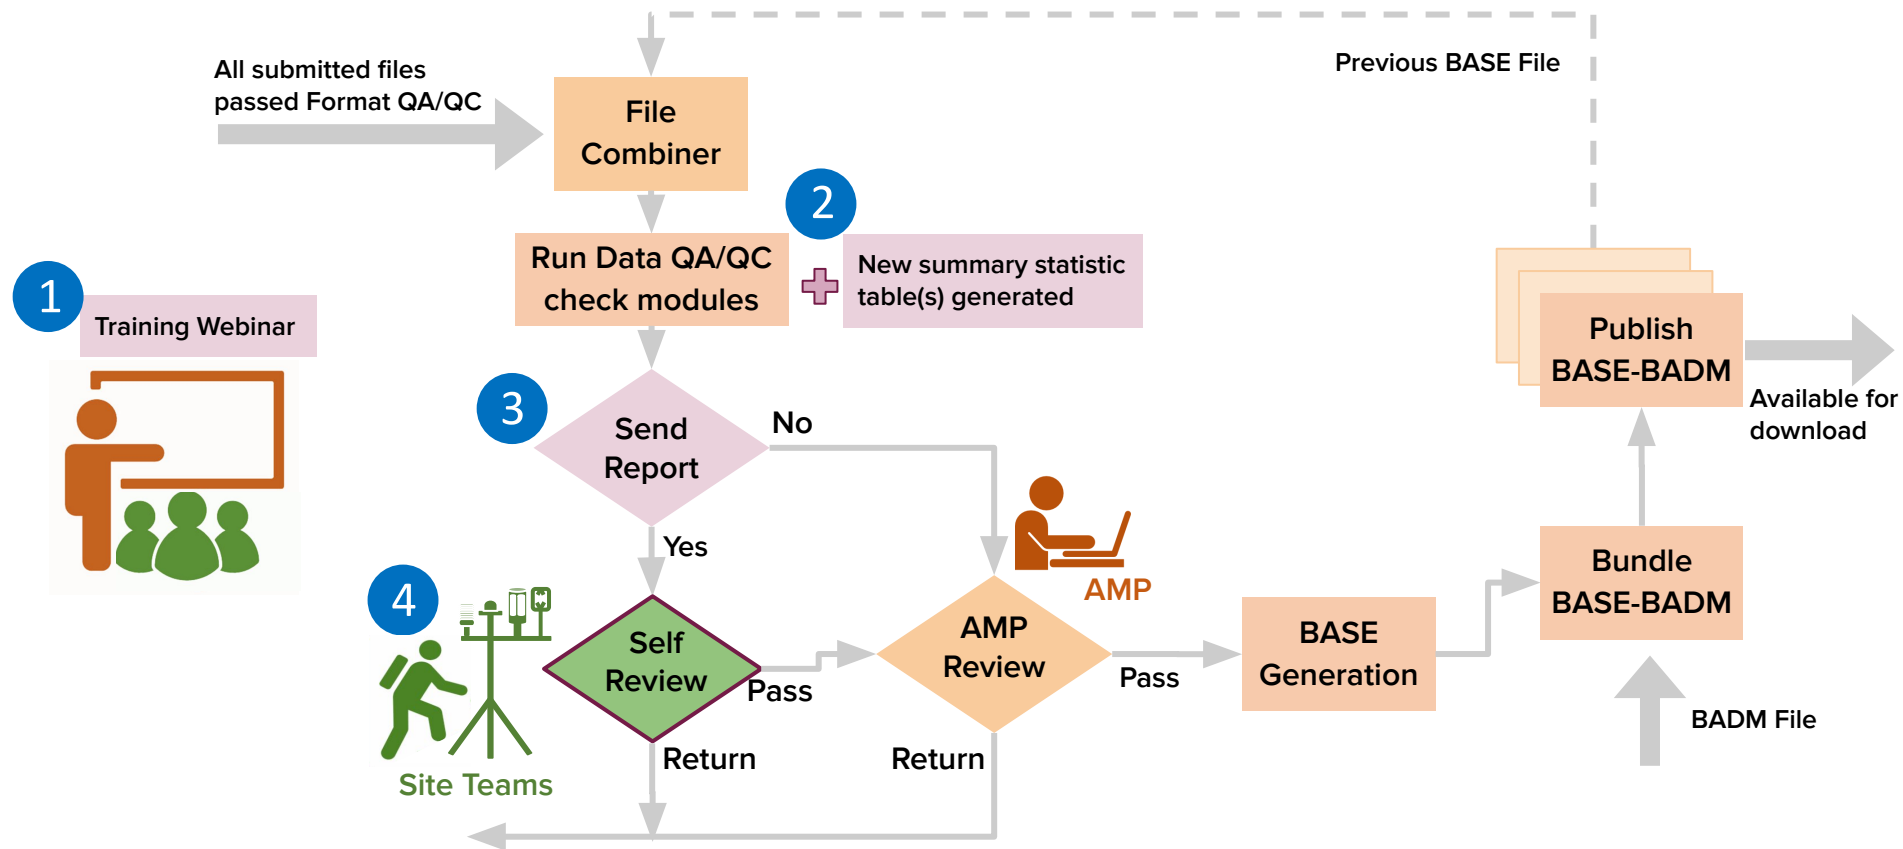 All submitted files
passed Format QA/QC
Previous BASE File
File
Combiner
2
Run Data QA/QC
check modules
New summary statistic
table(s) generated
1
Training Webinar
Publish
BASE-BADM
Available for
download
3
Send
Report
No
Yes
AMP
Bundle
BASE-BADM
4
Self
Review
Pass
AMP
Review
Pass
BASE
Generation
BADM File
Return
Return
Site Teams